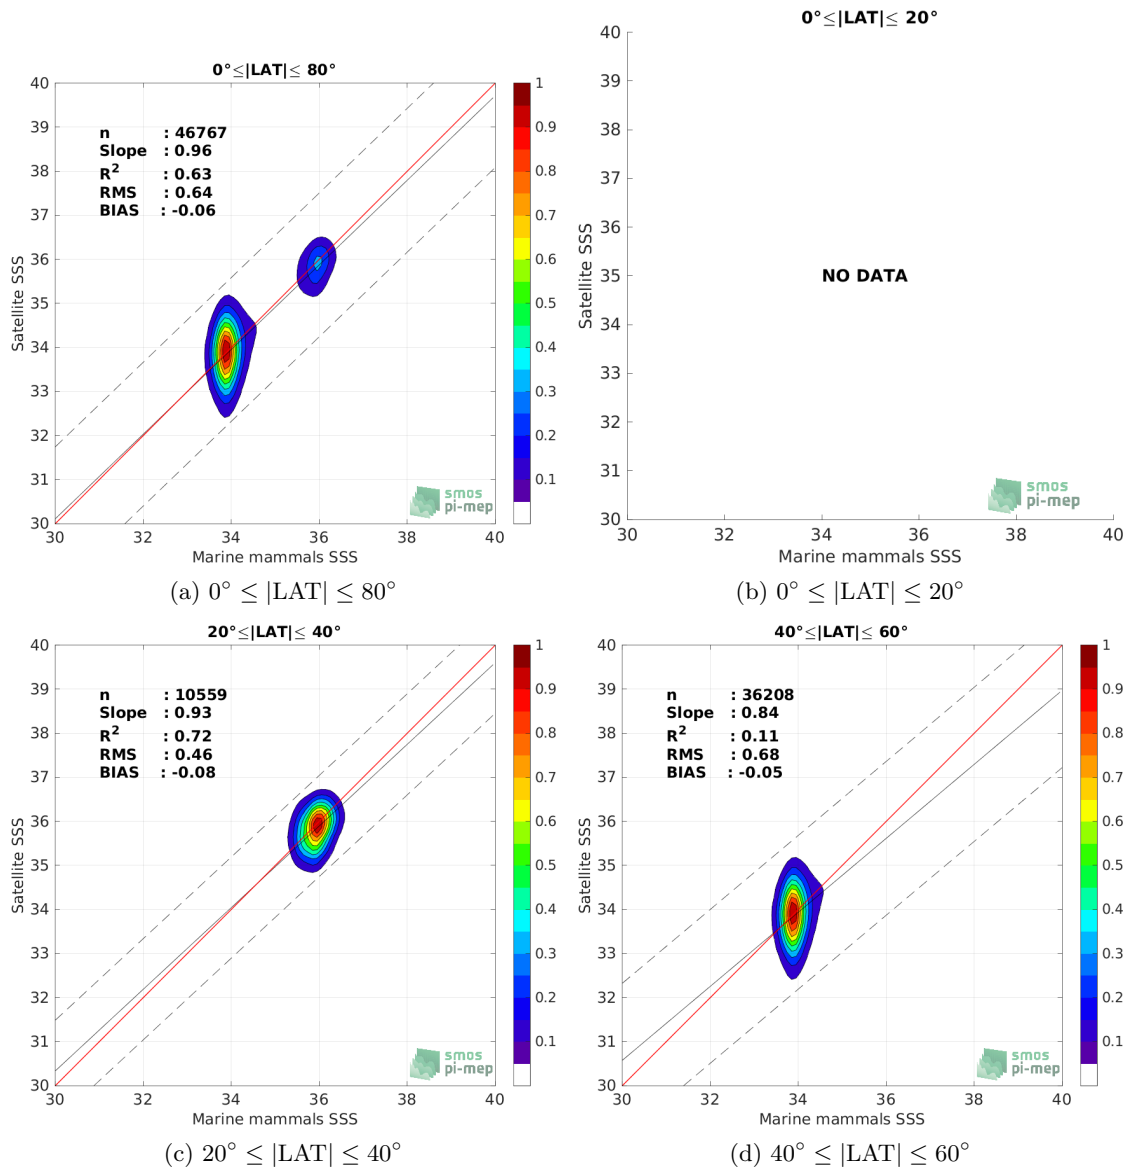 0°≤|LAT|≤ 80°
40
39
38
37
36
35
34
33
32
31
30
Satellite SSS
n : 46767
Slope : 0.96
R² : 0.63
RMS : 0.64
BIAS : -0.06
smos
pi-mep
30 32 34 36 38 40
Marine mammals SSS
1
0.9
0.8
0.7
0.6
0.5
0.4
0.3
0.2
0.1
(a) 0° ≤ |LAT| ≤ 80°
0°≤|LAT|≤ 20°
40
39
38
37
36
35
34
33
32
31
30
Satellite SSS
NO DATA
smos
pi-mep
30 32 34 36 38 40
Marine mammals SSS
(b) 0° ≤ |LAT| ≤ 20°
20°≤|LAT|≤ 40°
40
39
38
37
36
35
34
33
32
31
30
Satellite SSS
n : 10559
Slope : 0.93
R² : 0.72
RMS : 0.46
BIAS : -0.08
smos
pi-mep
30 32 34 36 38 40
Marine mammals SSS
1
0.9
0.8
0.7
0.6
0.5
0.4
0.3
0.2
0.1
(c) 20° ≤ |LAT| ≤ 40°
40°≤|LAT|≤ 60°
40
39
38
37
36
35
34
33
32
31
30
Satellite SSS
n : 36208
Slope : 0.84
R² : 0.11
RMS : 0.68
BIAS : -0.05
smos
pi-mep
30 32 34 36 38 40
Marine mammals SSS
1
0.9
0.8
0.7
0.6
0.5
0.4
0.3
0.2
0.1
(d) 40° ≤ |LAT| ≤ 60°